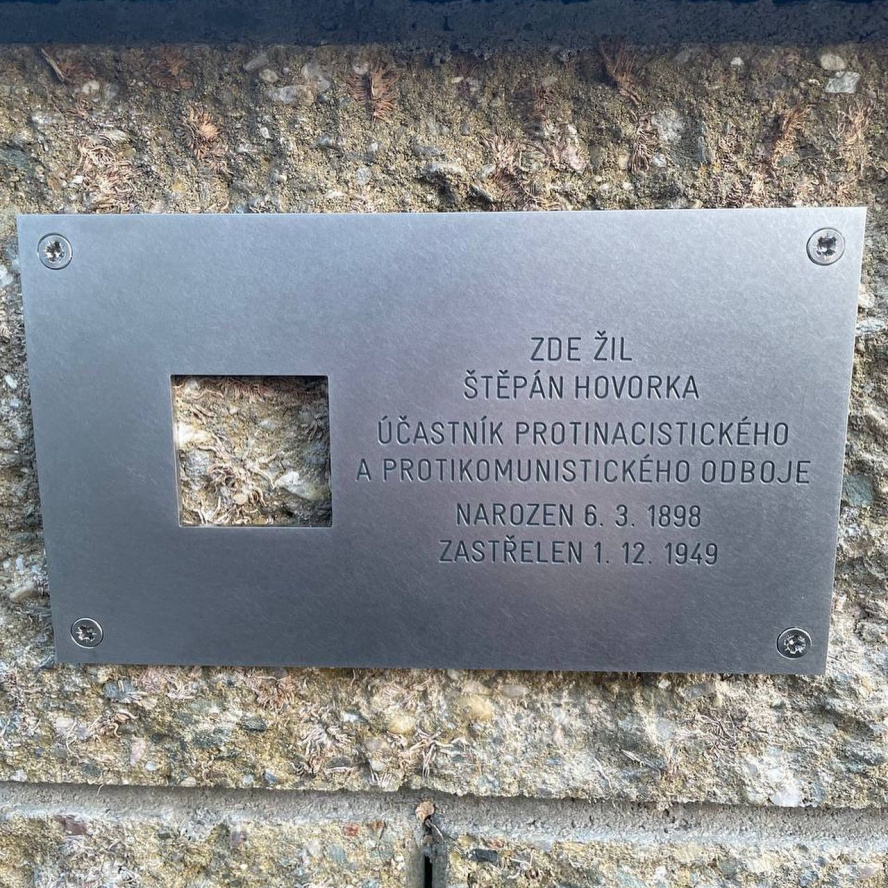 ZDE ŽIL
ŠTĚPÁN HOVORKA
ÚČASTNÍK PROTINACISTICKÉHO
A PROTIKOMUNISTICKÉHO ODBOJE
NAROZEN 6. 3. 1898
ZASTŘELEN 1. 12. 1949